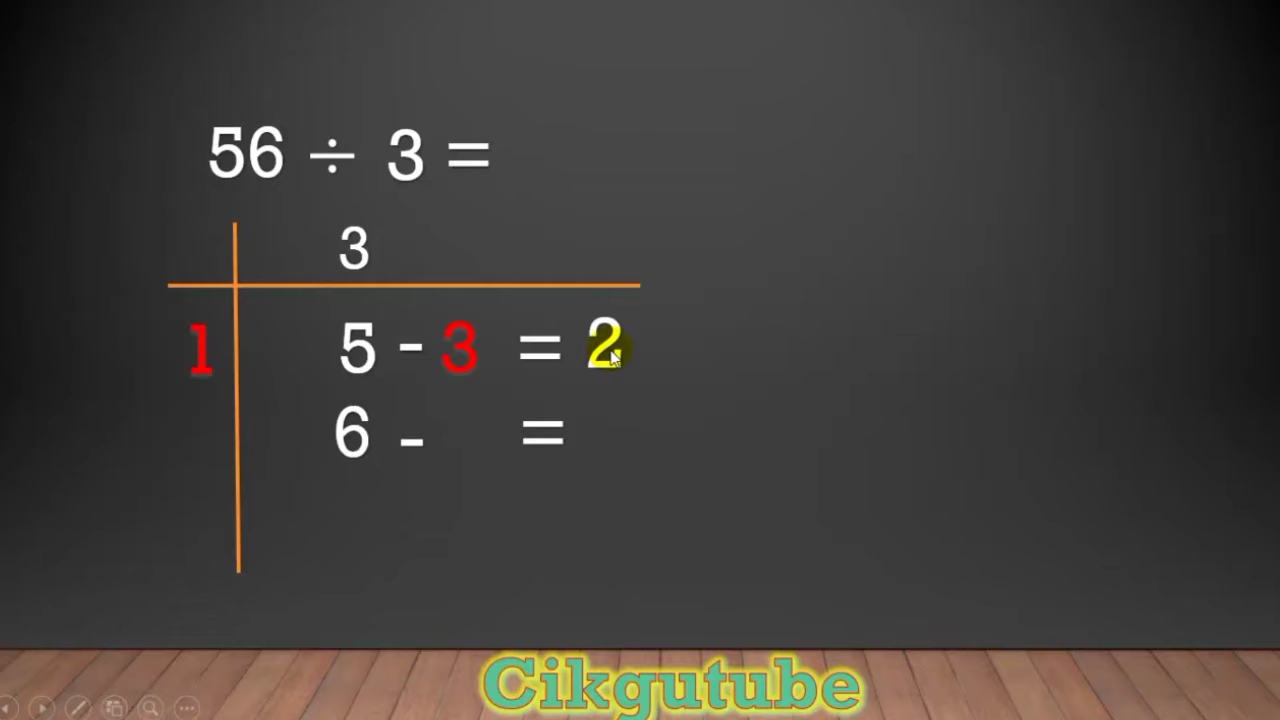 56 ÷ 3 =
3
1 5 - 3 = 2
6 - =
Cikgutube